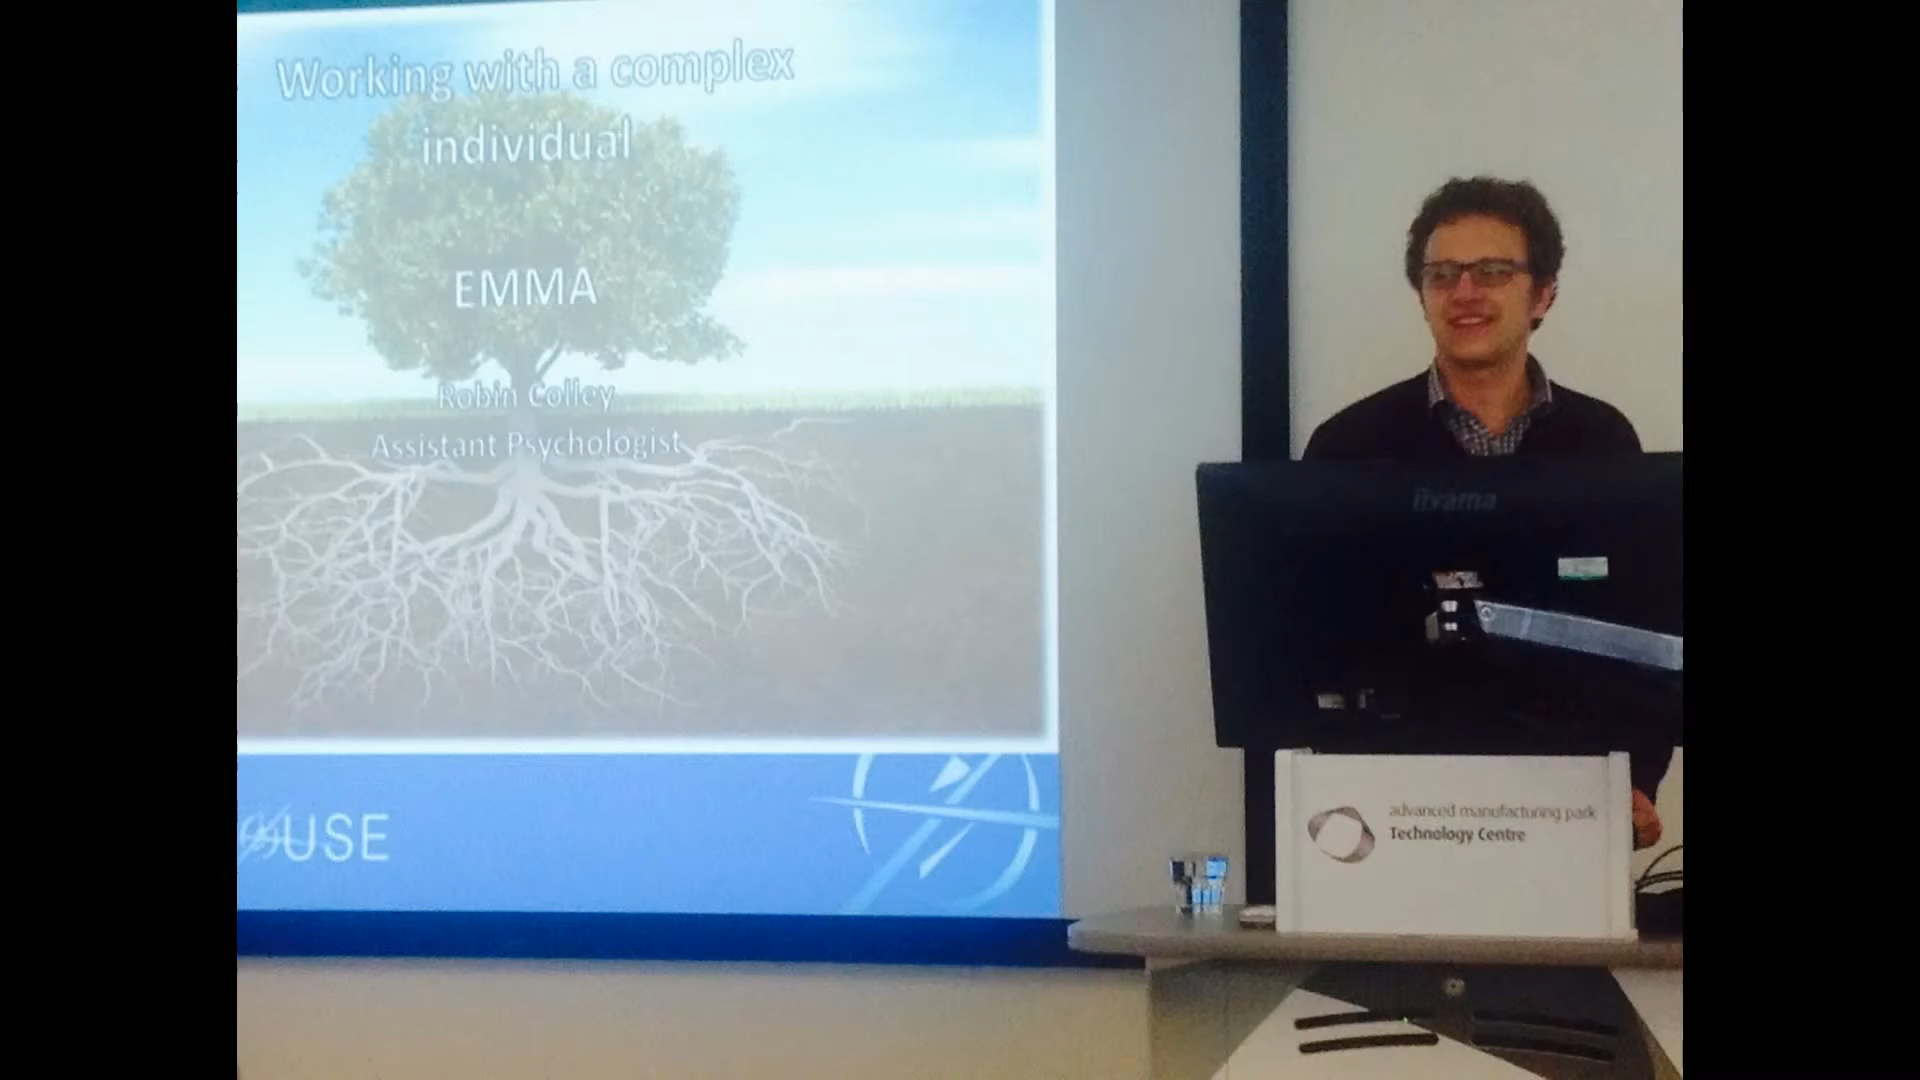 Working with a complex
individual
EMMA
Robin Colley
Assistant Psychologist
USE
iiyama
advanced manufacturing park
Technology Centre